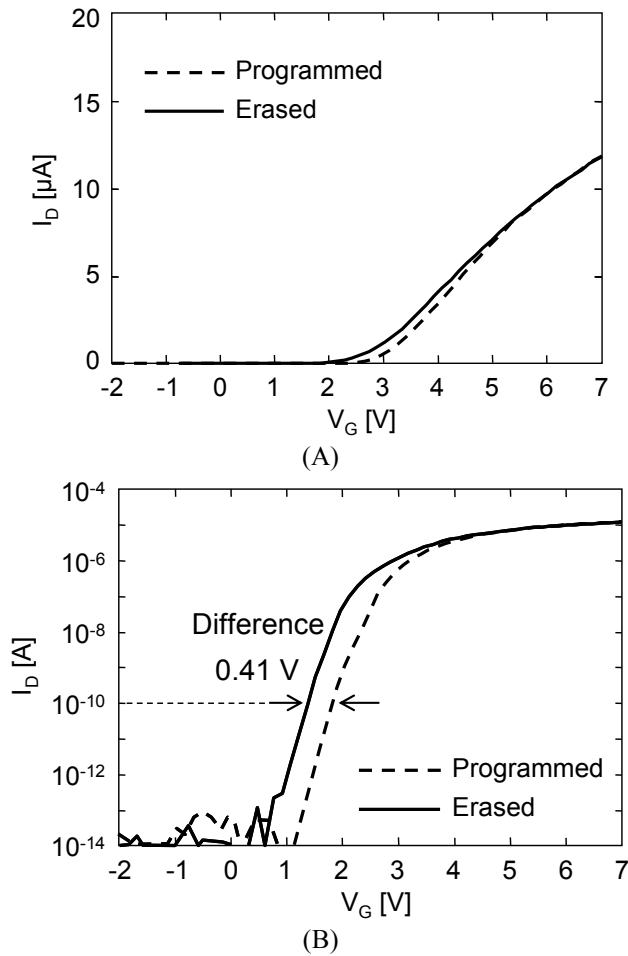 20
15
10
5
0
I_D [µA]
Programmed
Erased
-2 -1 0 1 2 3 4 5 6 7
V_G [V]
(A)
10^-4
10^-6
10^-8
10^-10
10^-12
10^-14
I_D [A]
Difference
0.41 V
Programmed
Erased
-2 -1 0 1 2 3 4 5 6 7
V_G [V]
(B)